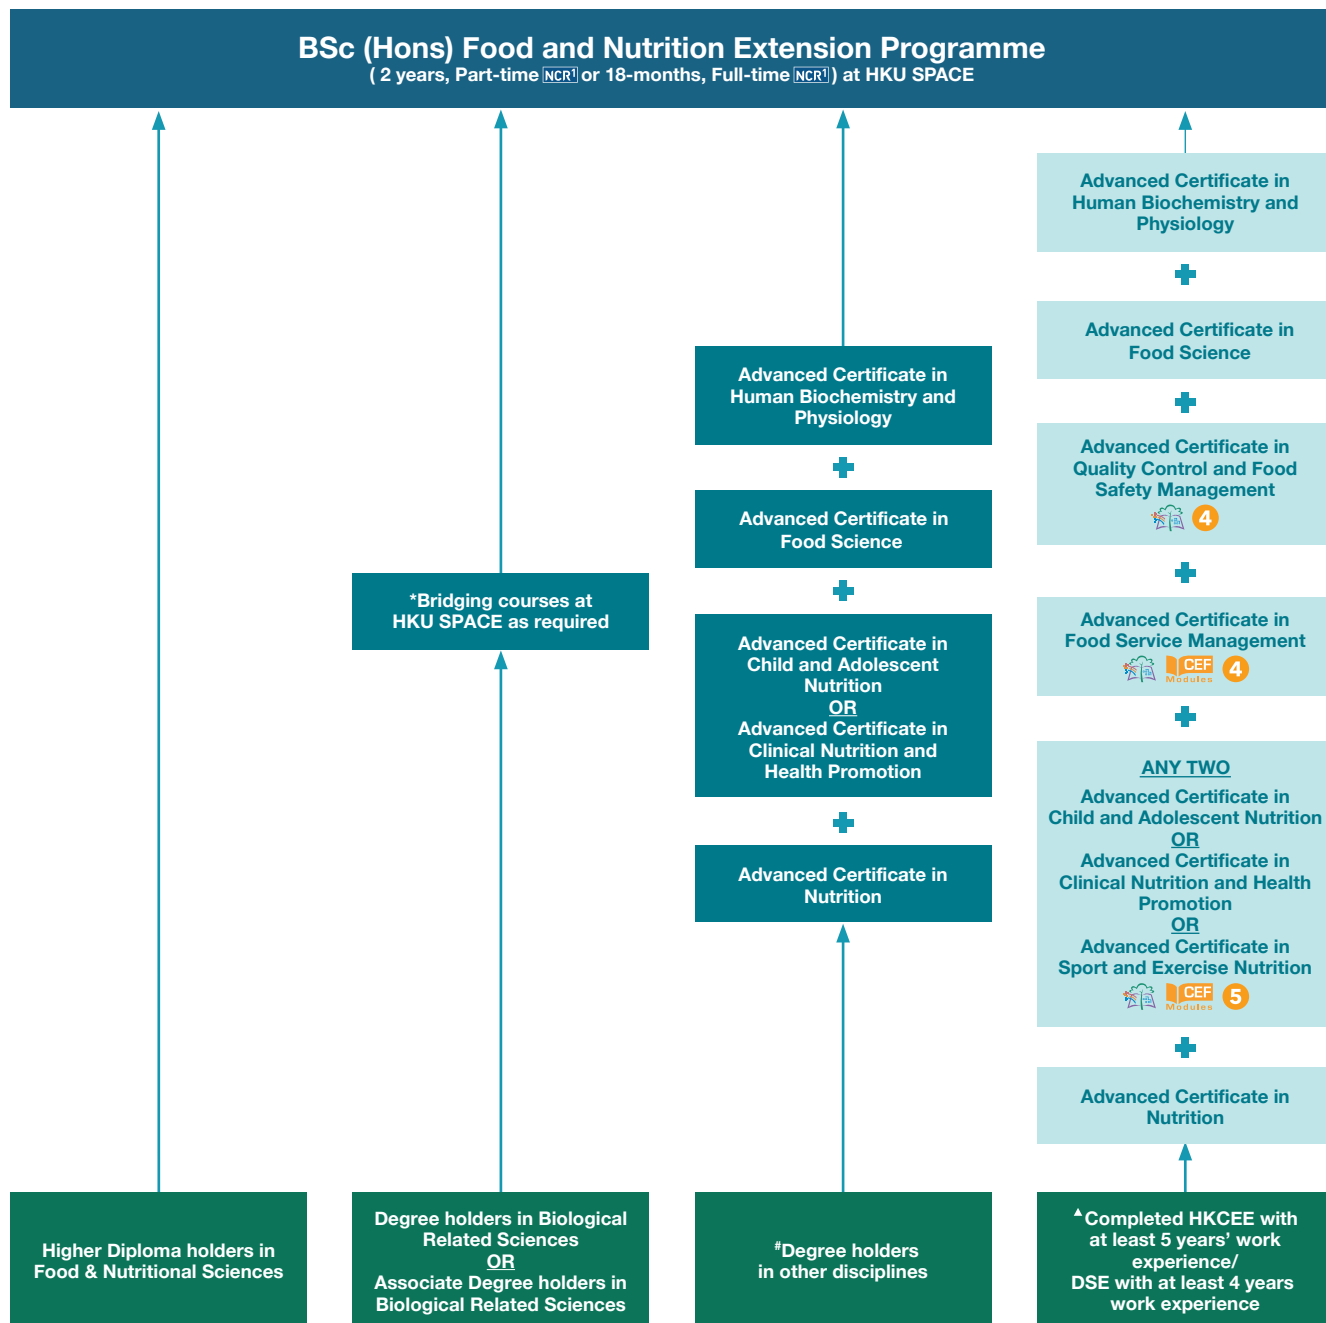 BSc (Hons) Food and Nutrition Extension Programme
( 2 years, Part-time NCR1 or 18-months, Full-time NCR1 ) at HKU SPACE
*Bridging courses at
HKU SPACE as required
Advanced Certificate in
Human Biochemistry and
Physiology
Advanced Certificate in
Food Science
Advanced Certificate in
Child and Adolescent
Nutrition
OR
Advanced Certificate in
Clinical Nutrition and
Health Promotion
Advanced Certificate in
Nutrition
Advanced Certificate in
Human Biochemistry and
Physiology
Advanced Certificate in
Food Science
Advanced Certificate in
Quality Control and Food
Safety Management
4
Advanced Certificate in
Food Service Management
CEF
Modules
4
ANY TWO
Advanced Certificate in
Child and Adolescent Nutrition
OR
Advanced Certificate in
Clinical Nutrition and Health
Promotion
OR
Advanced Certificate in
Sport and Exercise Nutrition
CEF
Modules
5
Advanced Certificate in
Nutrition
Higher Diploma holders in
Food & Nutritional Sciences
Degree holders in Biological
Related Sciences
OR
Associate Degree holders in
Biological Related Sciences
#Degree holders
in other disciplines
▲Completed HKCEE with
at least 5 years’ work
experience/
DSE with at least 4 years
work experience